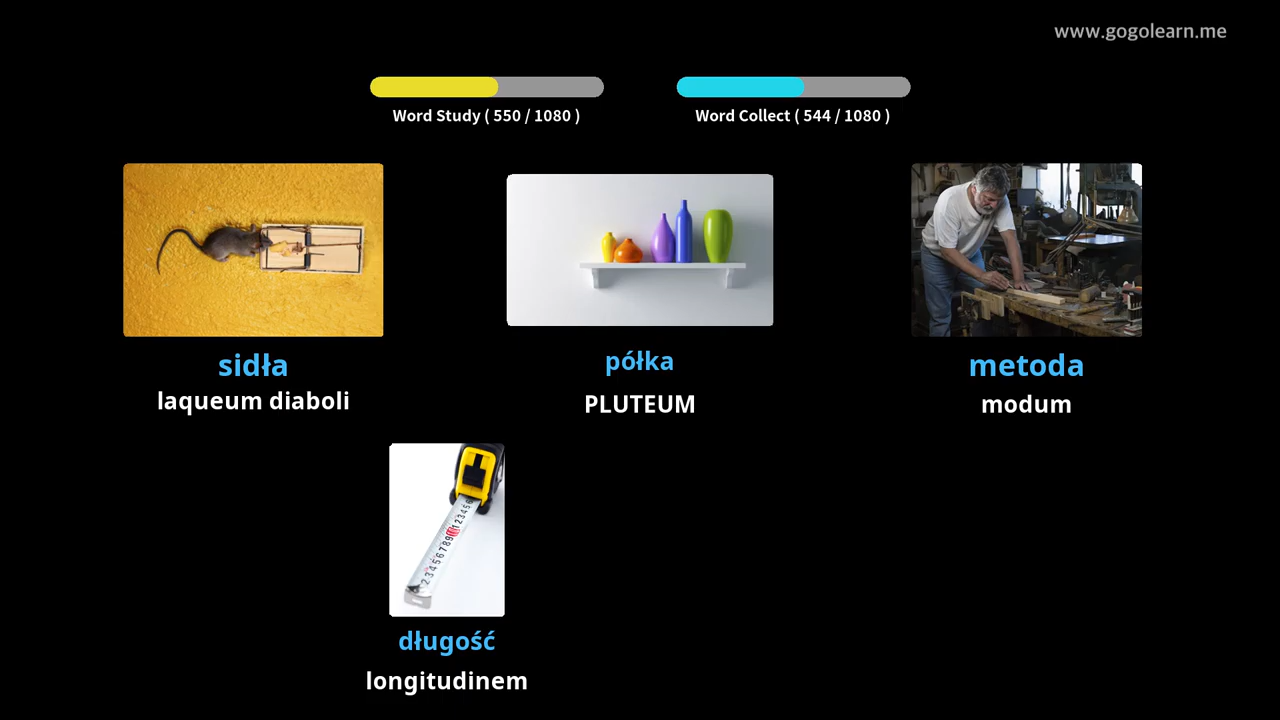 www.gogolearn.me
Word Study ( 550 / 1080 )
Word Collect ( 544 / 1080 )
sidła
laqueum diaboli
półka
PLUTEUM
metoda
modum
długość
longitudinem